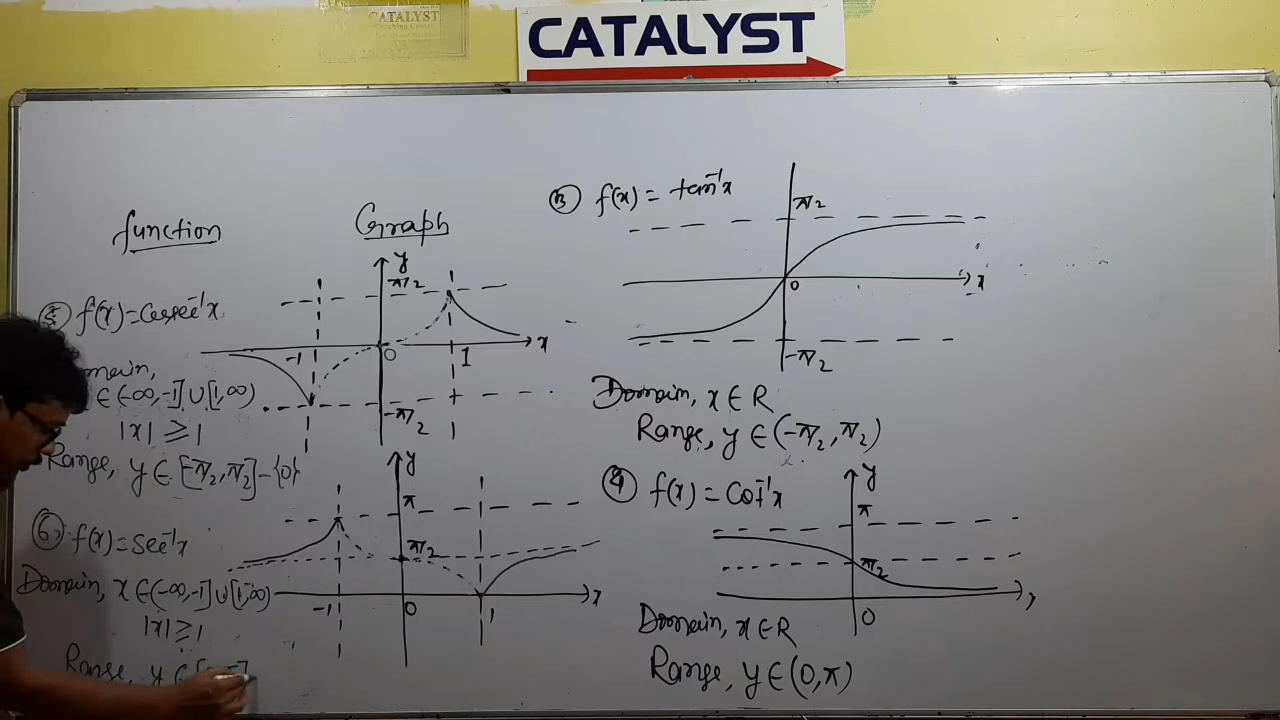 CATALYST
CATALYST
function
Graph
⑤ f(x) = Cosec⁻¹x
y
π/2
-1
0
1
x
-π/2
main,
∈ (-∞, -1] ∪ [1, ∞)
|x| ≥ 1
Range, y ∈ [-π/2, π/2] - {0}
⑥ f(x) = Sec⁻¹x
y
π
π/2
-1
0
1
x
Domain, x ∈ (-∞, -1] ∪ [1, ∞)
|x| ≥ 1
Range, y ∈
③ f(x) = tan⁻¹x
π/2
0
x
-π/2
Domain, x ∈ R
Range, y ∈ (-π/2, π/2)
④ f(x) = Cot⁻¹x
y
π
π/2
0
Domain, x ∈ R
Range, y ∈ (0, π)